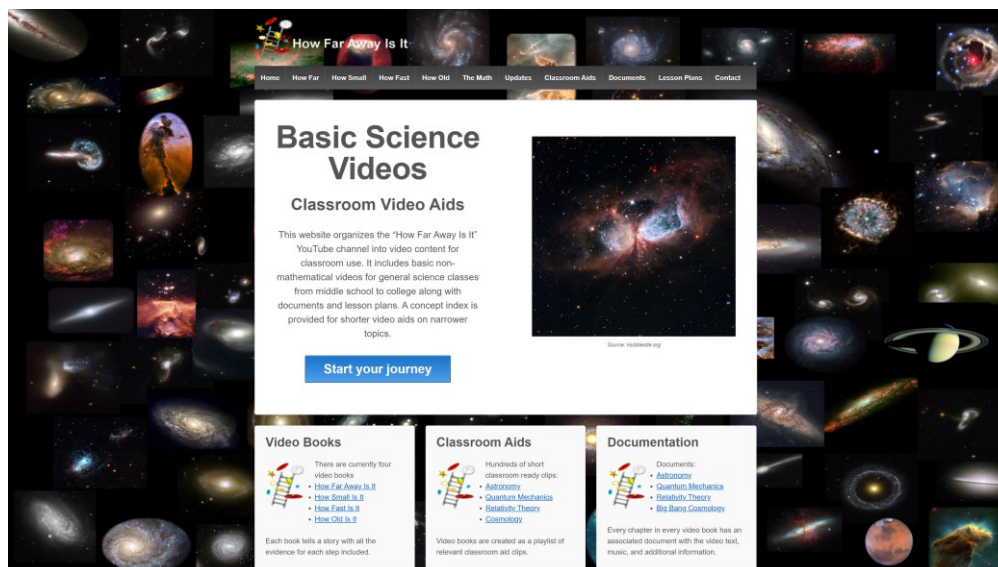 How Far Away Is It
Home How Far How Small How Fast How Old The Math Updates Classroom Aids Documents Lesson Plans Contact
Basic Science
Videos
Classroom Video Aids
This website organizes the “How Far Away Is It”
YouTube channel into video content for
classroom use. It includes basic non-
mathematical videos for general science classes
from middle school to college along with
documents and lesson plans. A concept index is
provided for shorter video aids on narrower
topics.
Start your journey
Source: Hubblesite.org
Video Books
There are currently four
video books
• How Far Away Is It
• How Small Is It
• How Fast Is It
• How Old Is It
Each book tells a story with all the
evidence for each step included.
Classroom Aids
Hundreds of short
classroom ready clips:
• Astronomy
• Quantum Mechanics
• Relativity Theory
• Cosmology
Video books are created as a playlist of
relevant classroom aid clips.
Documentation
Documents:
• Astronomy
• Quantum Mechanics
• Relativity Theory
• Big Bang Cosmology
Every chapter in every video book has an
associated document with the video text,
music, and additional information.